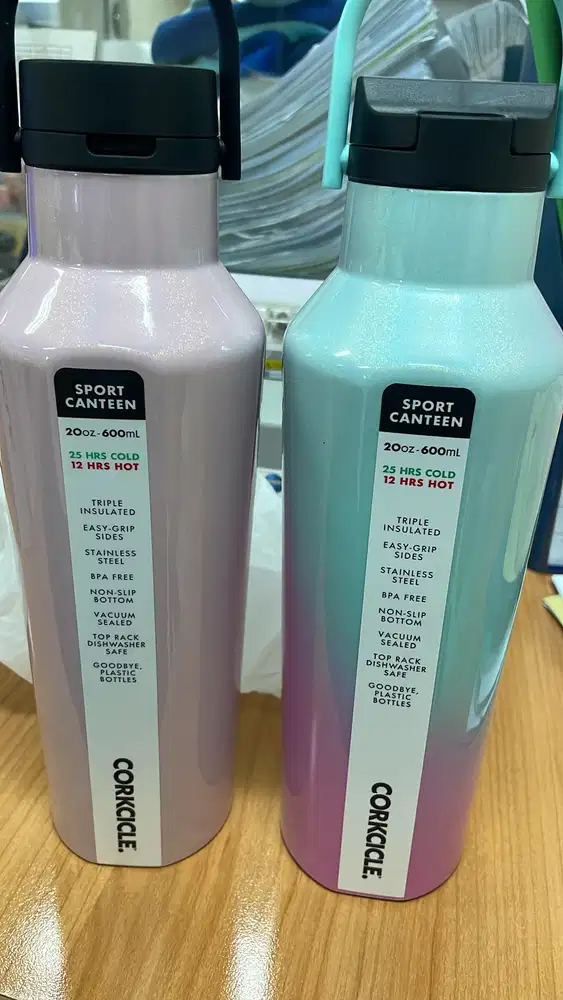 SPORT
CANTEEN
20oz-600mL
25 HRS COLD
12 HRS HOT
TRIPLE
INSULATED
EASY-GRIP
SIDES
STAINLESS
STEEL
BPA FREE
NON-SLIP
BOTTOM
VACUUM
SEALED
TOP RACK
DISHWASHER
SAFE
GOODBYE,
PLASTIC
BOTTLES
CORKCICLE.
SPORT
CANTEEN
20oz-600mL
25 HRS COLD
12 HRS HOT
TRIPLE
INSULATED
EASY-GRIP
SIDES
STAINLESS
STEEL
BPA FREE
NON-SLIP
BOTTOM
VACUUM
SEALED
TOP RACK
DISHWASHER
SAFE
GOODBYE,
PLASTIC
BOTTLES
CORKCICLE.